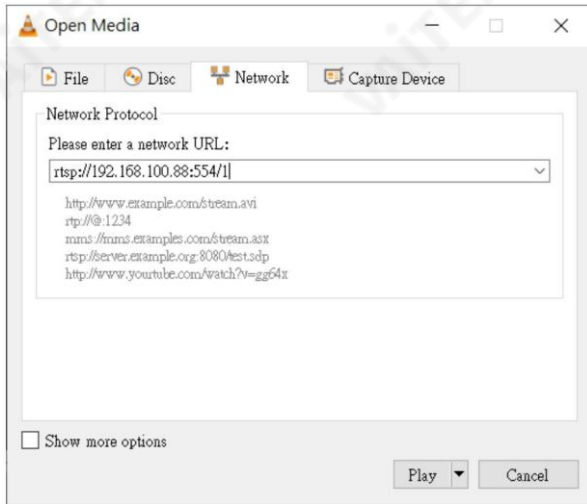 Open Media
File Disc Network Capture Device
Network Protocol
Please enter a network URL:
rtsp://192.168.100.88:554/1
http://www.example.com/stream.avi
rtp://@:1234
mms://mms.examples.com/stream.asx
rtsp://server.example.org:8080/test.sdp
http://www.yourtube.com/watch?v=gg64x
Show more options
Play Cancel